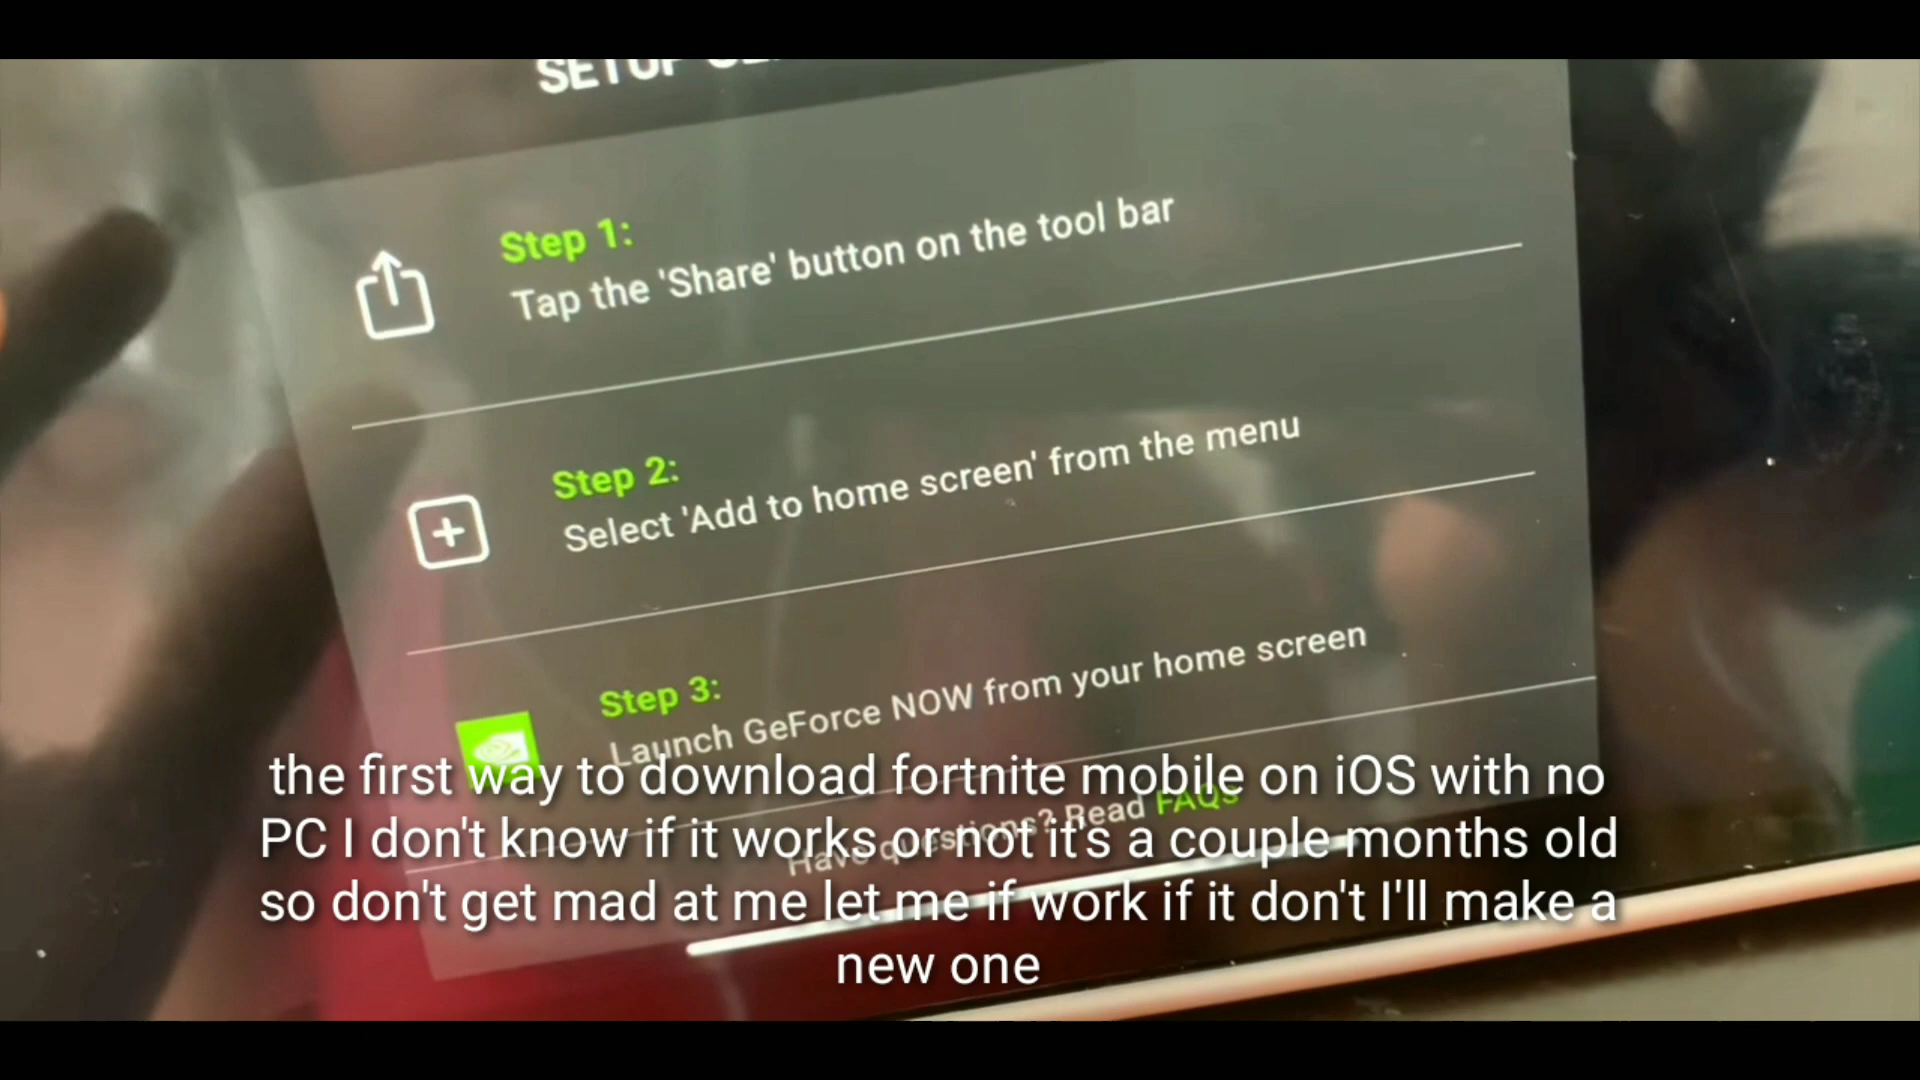 SETUP
Step 1:
Tap the 'Share' button on the tool bar
Step 2:
Select 'Add to home screen' from the menu
Step 3:
Launch GeForce NOW from your home screen
Have questions? Read FAQs
the first way to download fortnite mobile on iOS with no
PC I don't know if it works or not it's a couple months old
so don't get mad at me let me if work if it don't I'll make a
new one